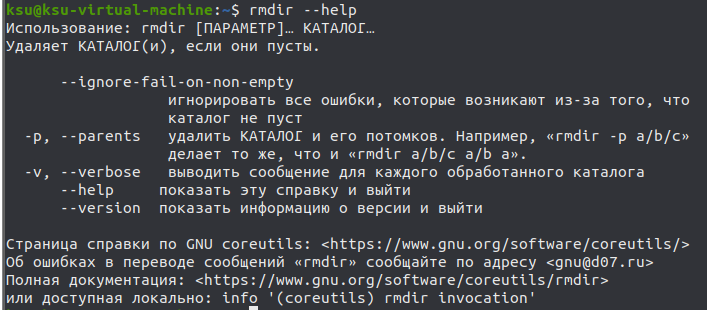 ksu@ksu-virtual-machine:~$ rmdir --help
Использование: rmdir [ПАРАМЕТР]… КАТАЛОГ…
Удаляет КАТАЛОГ(и), если они пусты.
--ignore-fail-on-non-empty
игнорировать все ошибки, которые возникают из-за того, что
каталог не пуст
-p, --parents удалить КАТАЛОГ и его потомков. Например, «rmdir -p a/b/c»
делает то же, что и «rmdir a/b/c a/b a».
-v, --verbose выводить сообщение для каждого обработанного каталога
--help показать эту справку и выйти
--version показать информацию о версии и выйти
Страница справки по GNU coreutils: <https://www.gnu.org/software/coreutils/>
Об ошибках в переводе сообщений «rmdir» сообщайте по адресу <gnu@d07.ru>
Полная документация: <https://www.gnu.org/software/coreutils/rmdir>
или доступная локально: info '(coreutils) rmdir invocation'